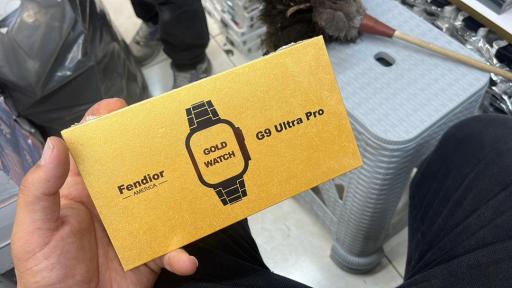 Fendior
AMERICA
GOLD
WATCH
G9 Ultra Pro